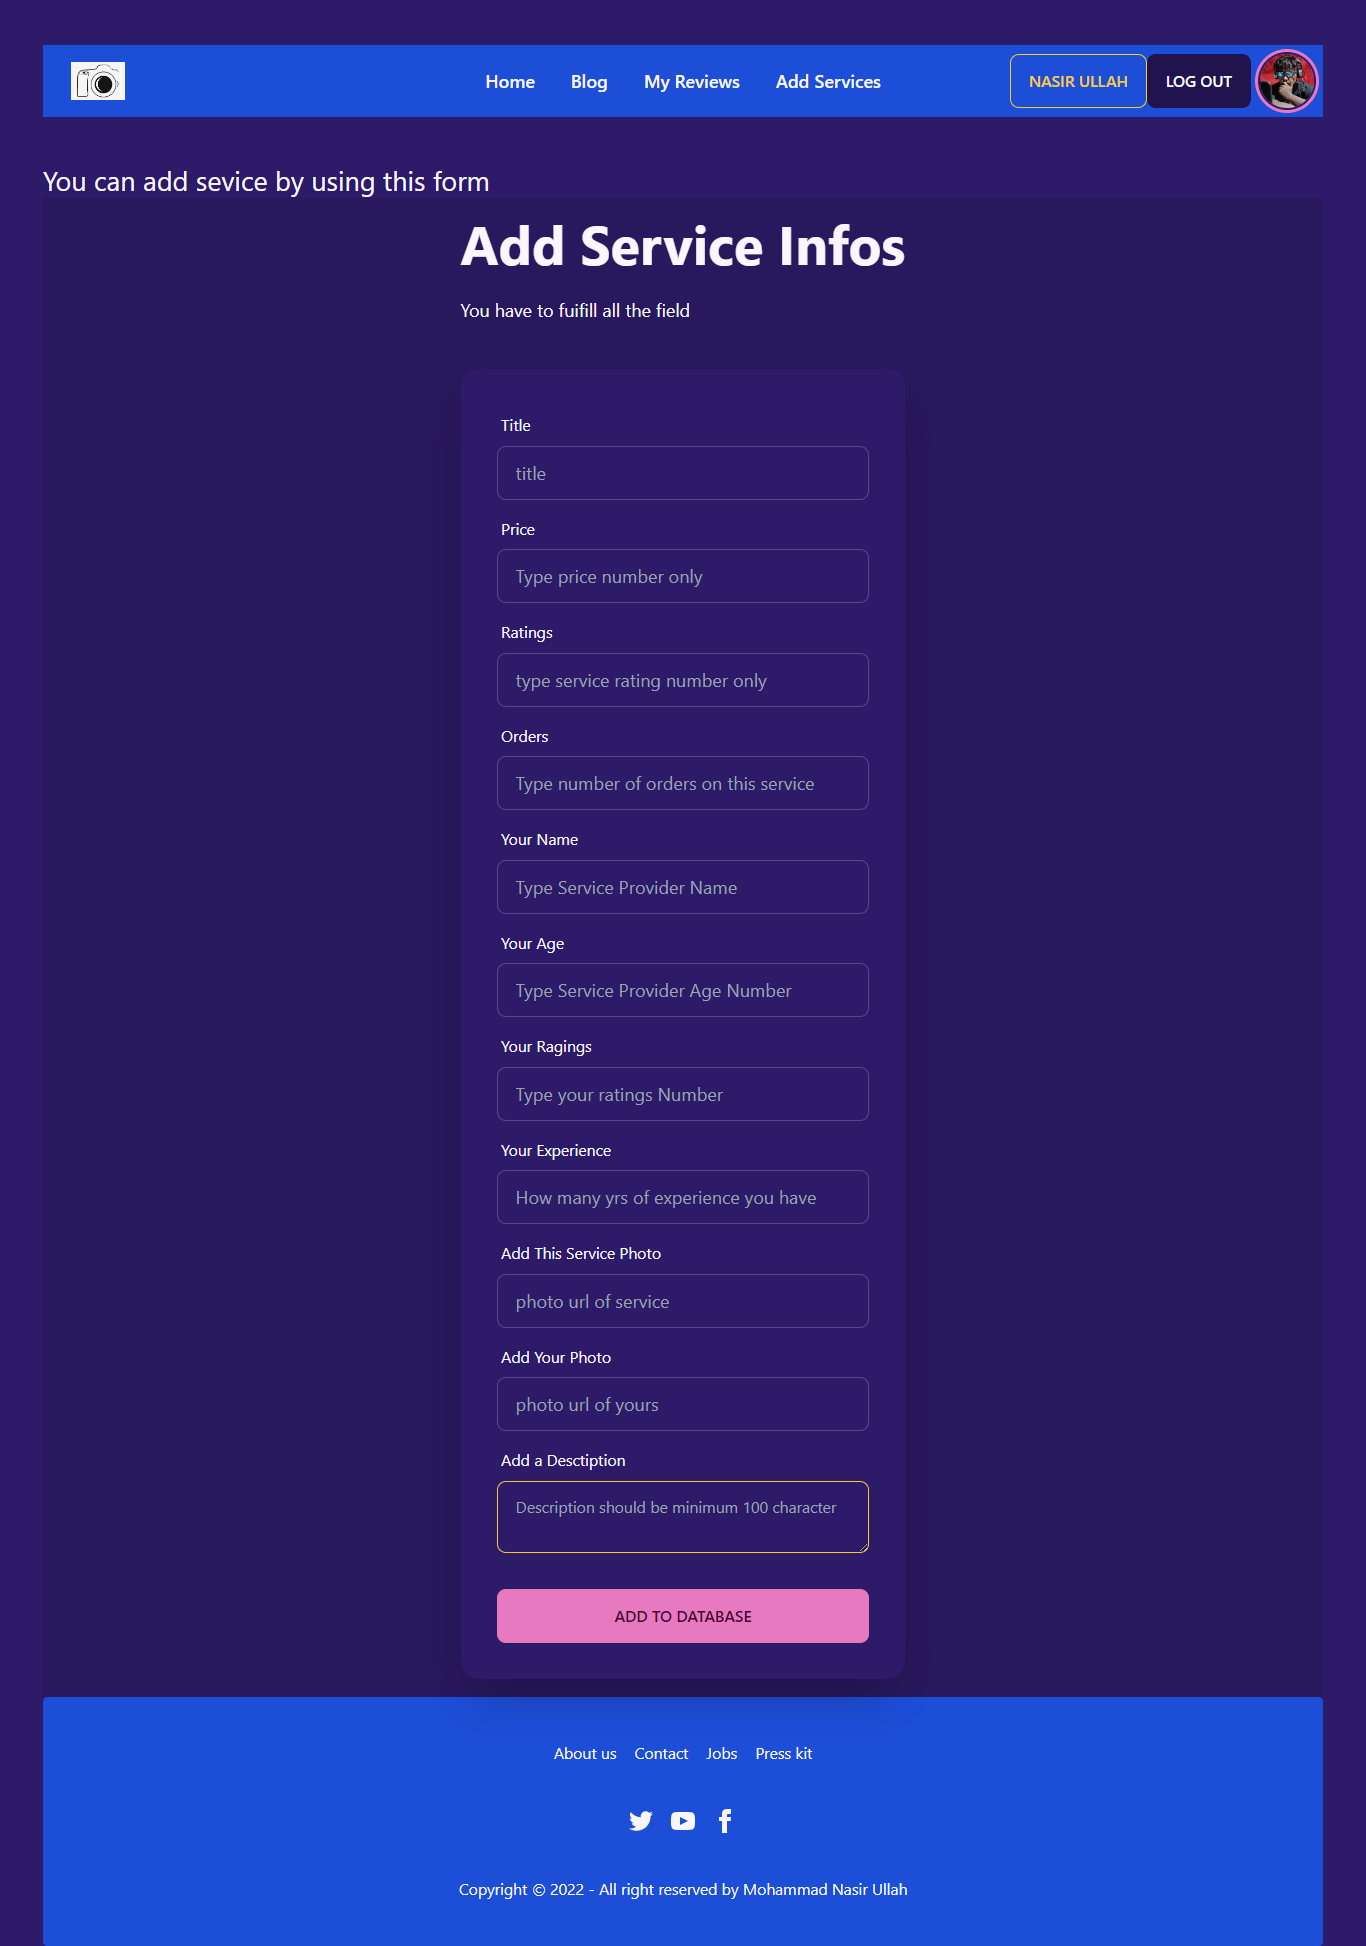 Home Blog My Reviews Add Services NASIR ULLAH LOG OUT
You can add sevice by using this form
Add Service Infos
You have to fuifill all the field
Title
title
Price
Type price number only
Ratings
type service rating number only
Orders
Type number of orders on this service
Your Name
Type Service Provider Name
Your Age
Type Service Provider Age Number
Your Ragings
Type your ratings Number
Your Experience
How many yrs of experience you have
Add This Service Photo
photo url of service
Add Your Photo
photo url of yours
Add a Desctiption
Description should be minimum 100 character
ADD TO DATABASE
About us Contact Jobs Press kit
Copyright © 2022 - All right reserved by Mohammad Nasir Ullah